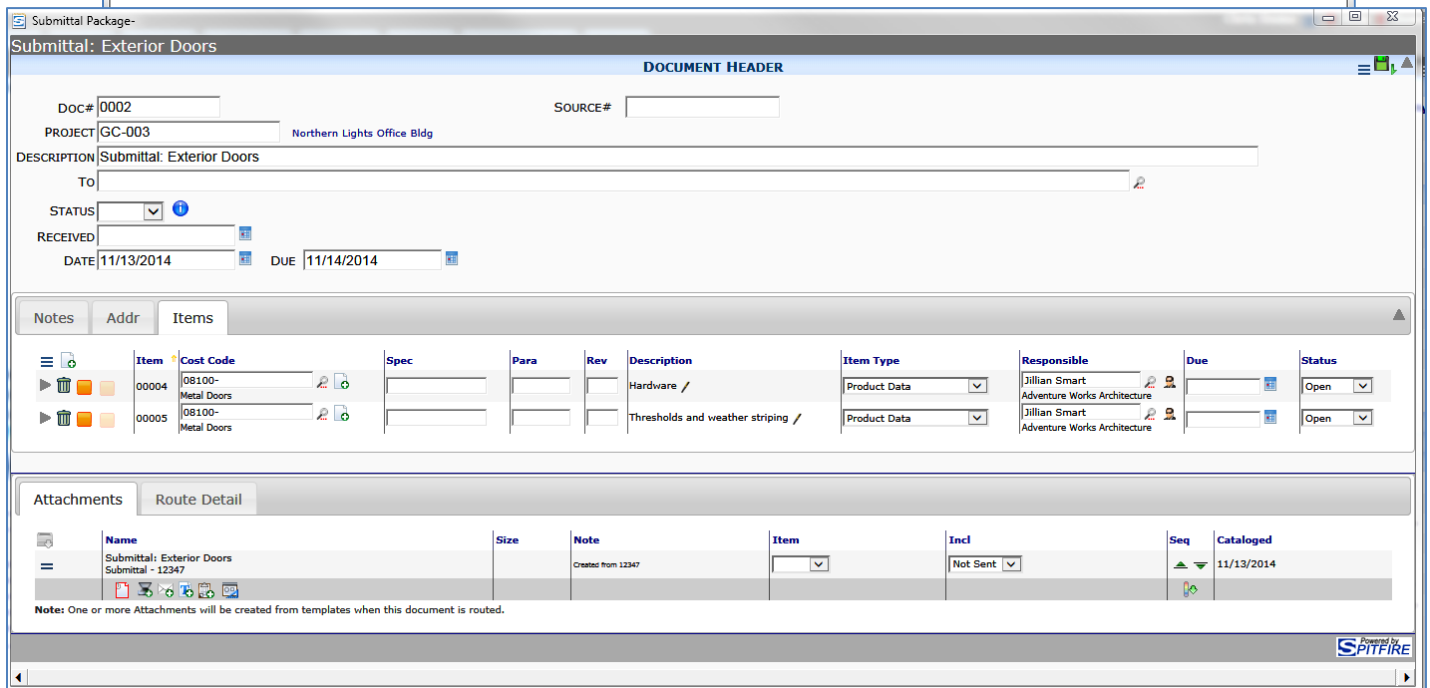 Submittal Package-
Submittal: Exterior Doors
DOCUMENT HEADER
DOC# 0002 SOURCE#
PROJECT GC-003 Northern Lights Office Bldg
DESCRIPTION Submittal: Exterior Doors
TO
STATUS
RECEIVED
DATE 11/13/2014 DUE 11/14/2014
Notes Addr Items
Item Cost Code Spec Para Rev Description Item Type Responsible Due Status
00004 08100- Hardware Product Data Jillian Smart Open
Metal Doors Adventure Works Architecture
00005 08100- Thresholds and weather striping Product Data Jillian Smart Open
Metal Doors Adventure Works Architecture
Attachments Route Detail
Name Size Note Item Incl Seq Cataloged
Submittal: Exterior Doors
Submittal - 12347 Created from 12347 Not Sent 11/13/2014
Note: One or more Attachments will be created from templates when this document is routed.
Powered by
SPITFIRE